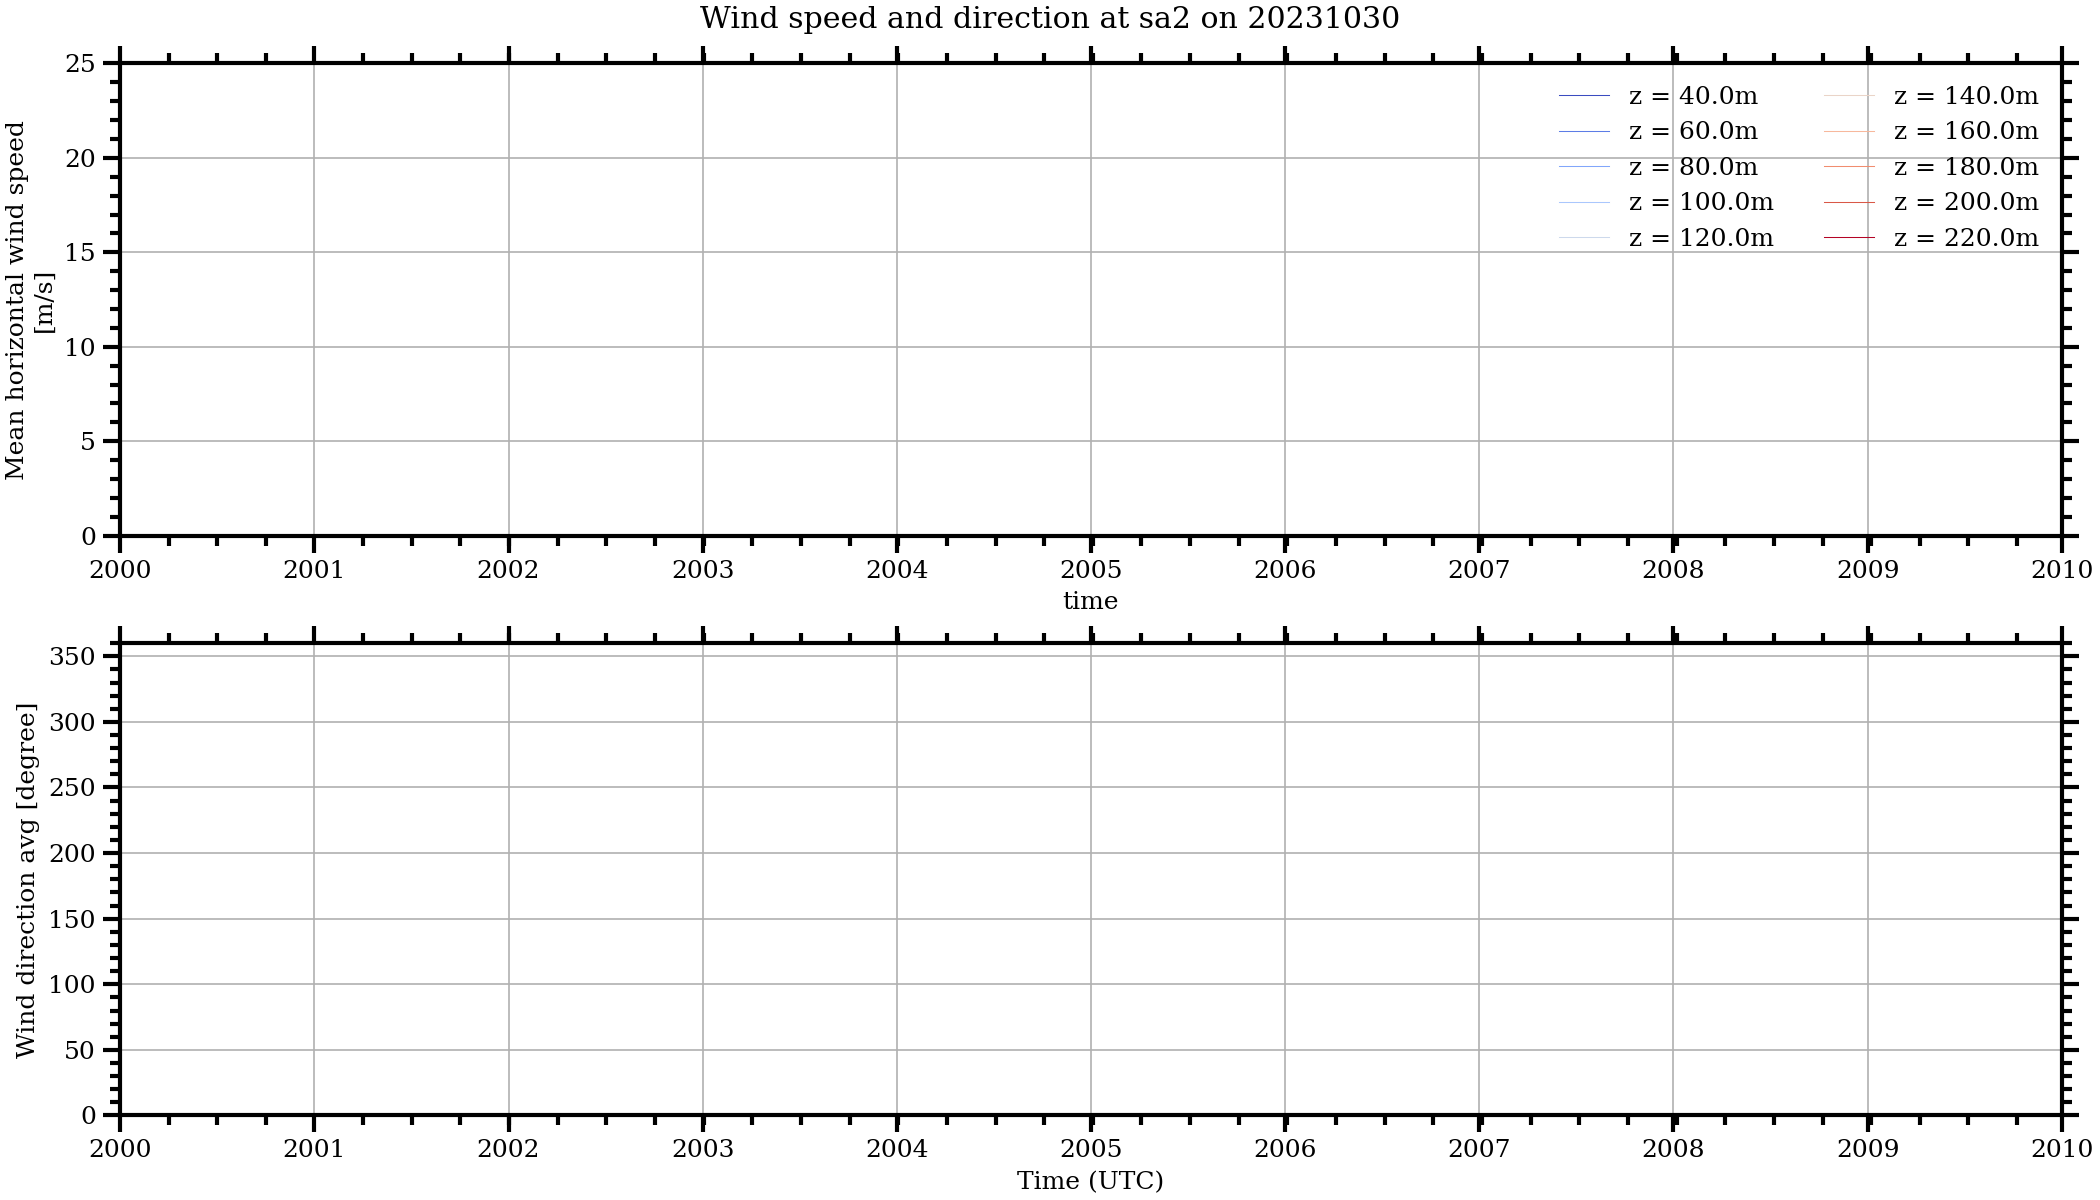 Wind speed and direction at sa2 on 20231030
Mean horizontal wind speed
[m/s]
25
20
15
10
5
0
z = 40.0m
z = 60.0m
z = 80.0m
z = 100.0m
z = 120.0m
z = 140.0m
z = 160.0m
z = 180.0m
z = 200.0m
z = 220.0m
2000 2001 2002 2003 2004 2005 2006 2007 2008 2009 2010
time
Wind direction avg [degree]
350
300
250
200
150
100
50
0
2000 2001 2002 2003 2004 2005 2006 2007 2008 2009 2010
Time (UTC)